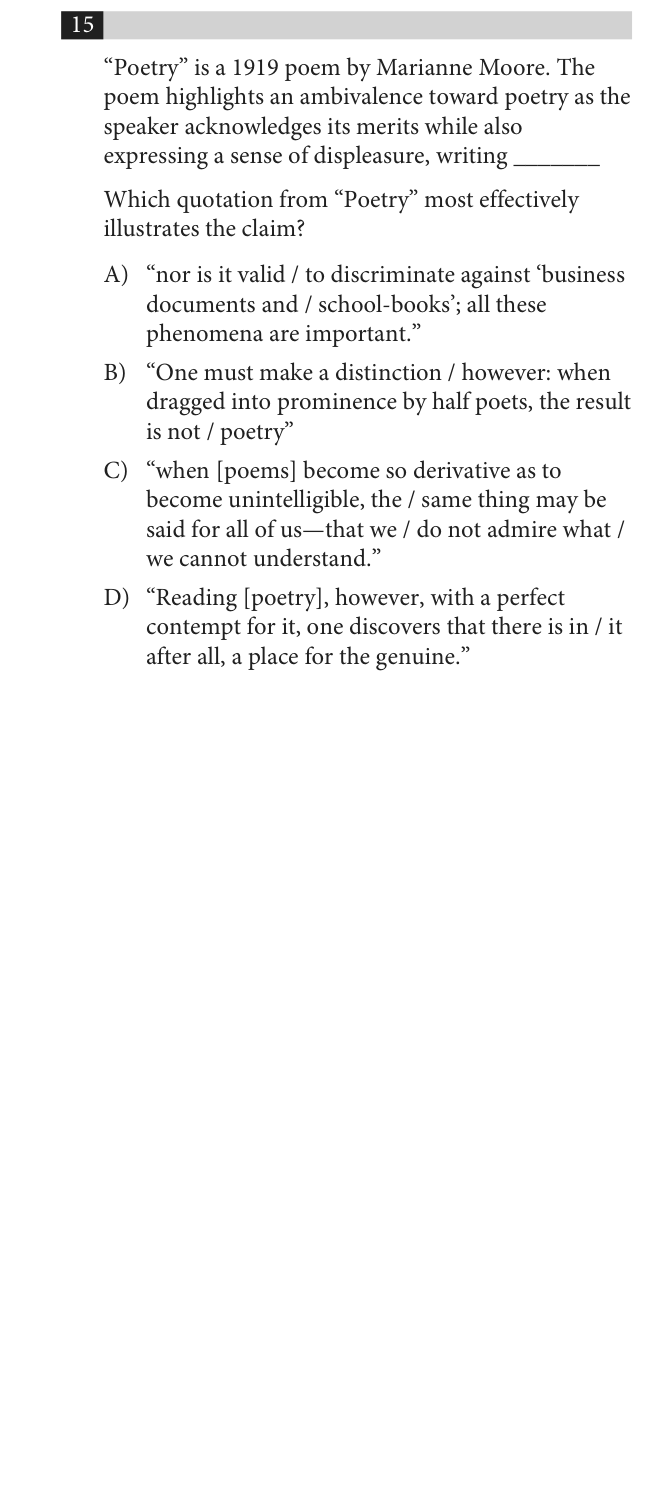 15
“Poetry” is a 1919 poem by Marianne Moore. The
poem highlights an ambivalence toward poetry as the
speaker acknowledges its merits while also
expressing a sense of displeasure, writing _______
Which quotation from “Poetry” most effectively
illustrates the claim?
A) “nor is it valid / to discriminate against ‘business
documents and / school-books’; all these
phenomena are important.”
B) “One must make a distinction / however: when
dragged into prominence by half poets, the result
is not / poetry”
C) “when [poems] become so derivative as to
become unintelligible, the / same thing may be
said for all of us—that we / do not admire what /
we cannot understand.”
D) “Reading [poetry], however, with a perfect
contempt for it, one discovers that there is in / it
after all, a place for the genuine.”